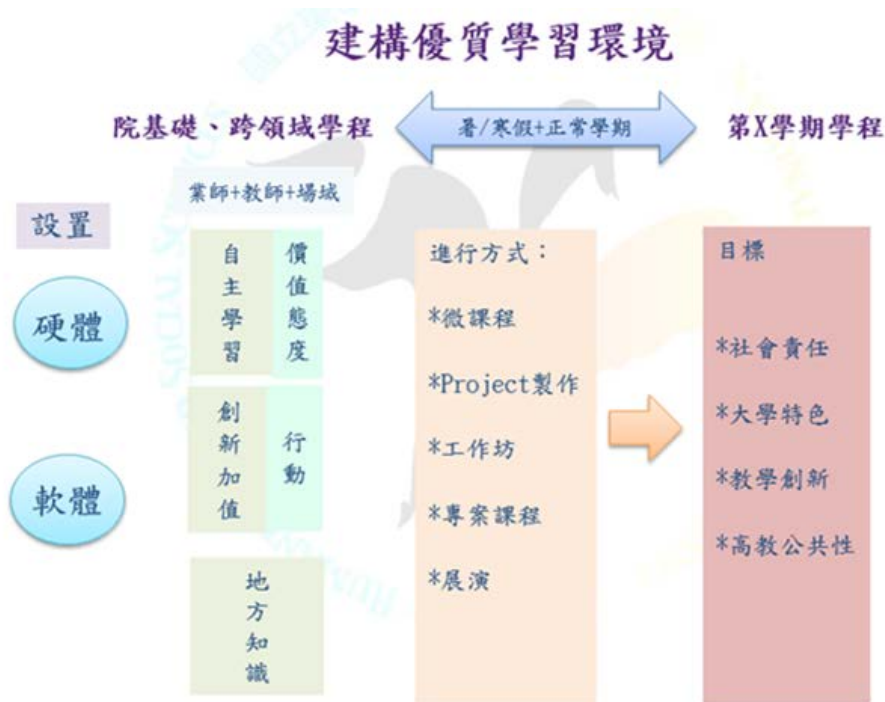 建構優質學習環境
院基礎、跨領域學程
暑/寒假+正常學期
第X學期學程
業師+教師+場域
設置
硬體
軟體
自主學習
價值態度
創新加值
行動
地方知識
進行方式：
*微課程
*Project製作
*工作坊
*專案課程
*展演
目標
*社會責任
*大學特色
*教學創新
*高教公共性